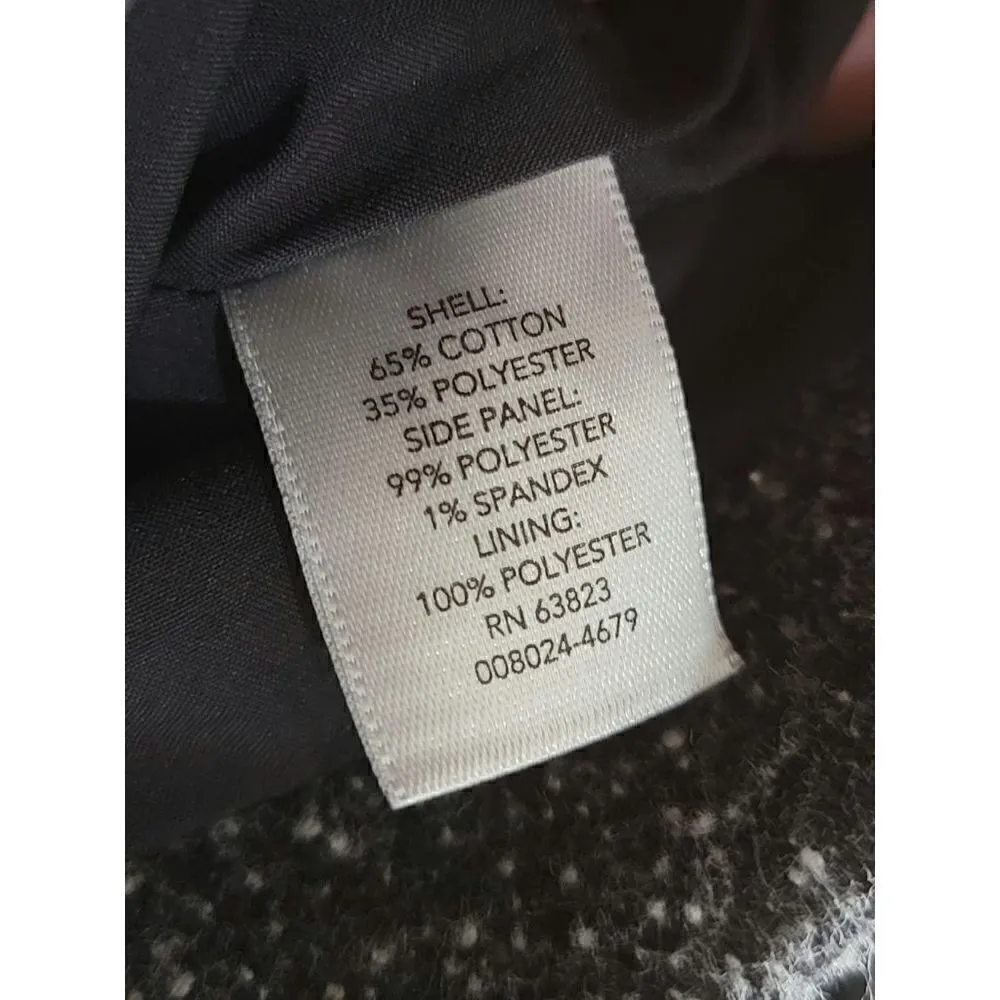 SHELL:
65% COTTON
35% POLYESTER
SIDE PANEL:
99% POLYESTER
1% SPANDEX
LINING:
100% POLYESTER
RN 63823
008024-4679